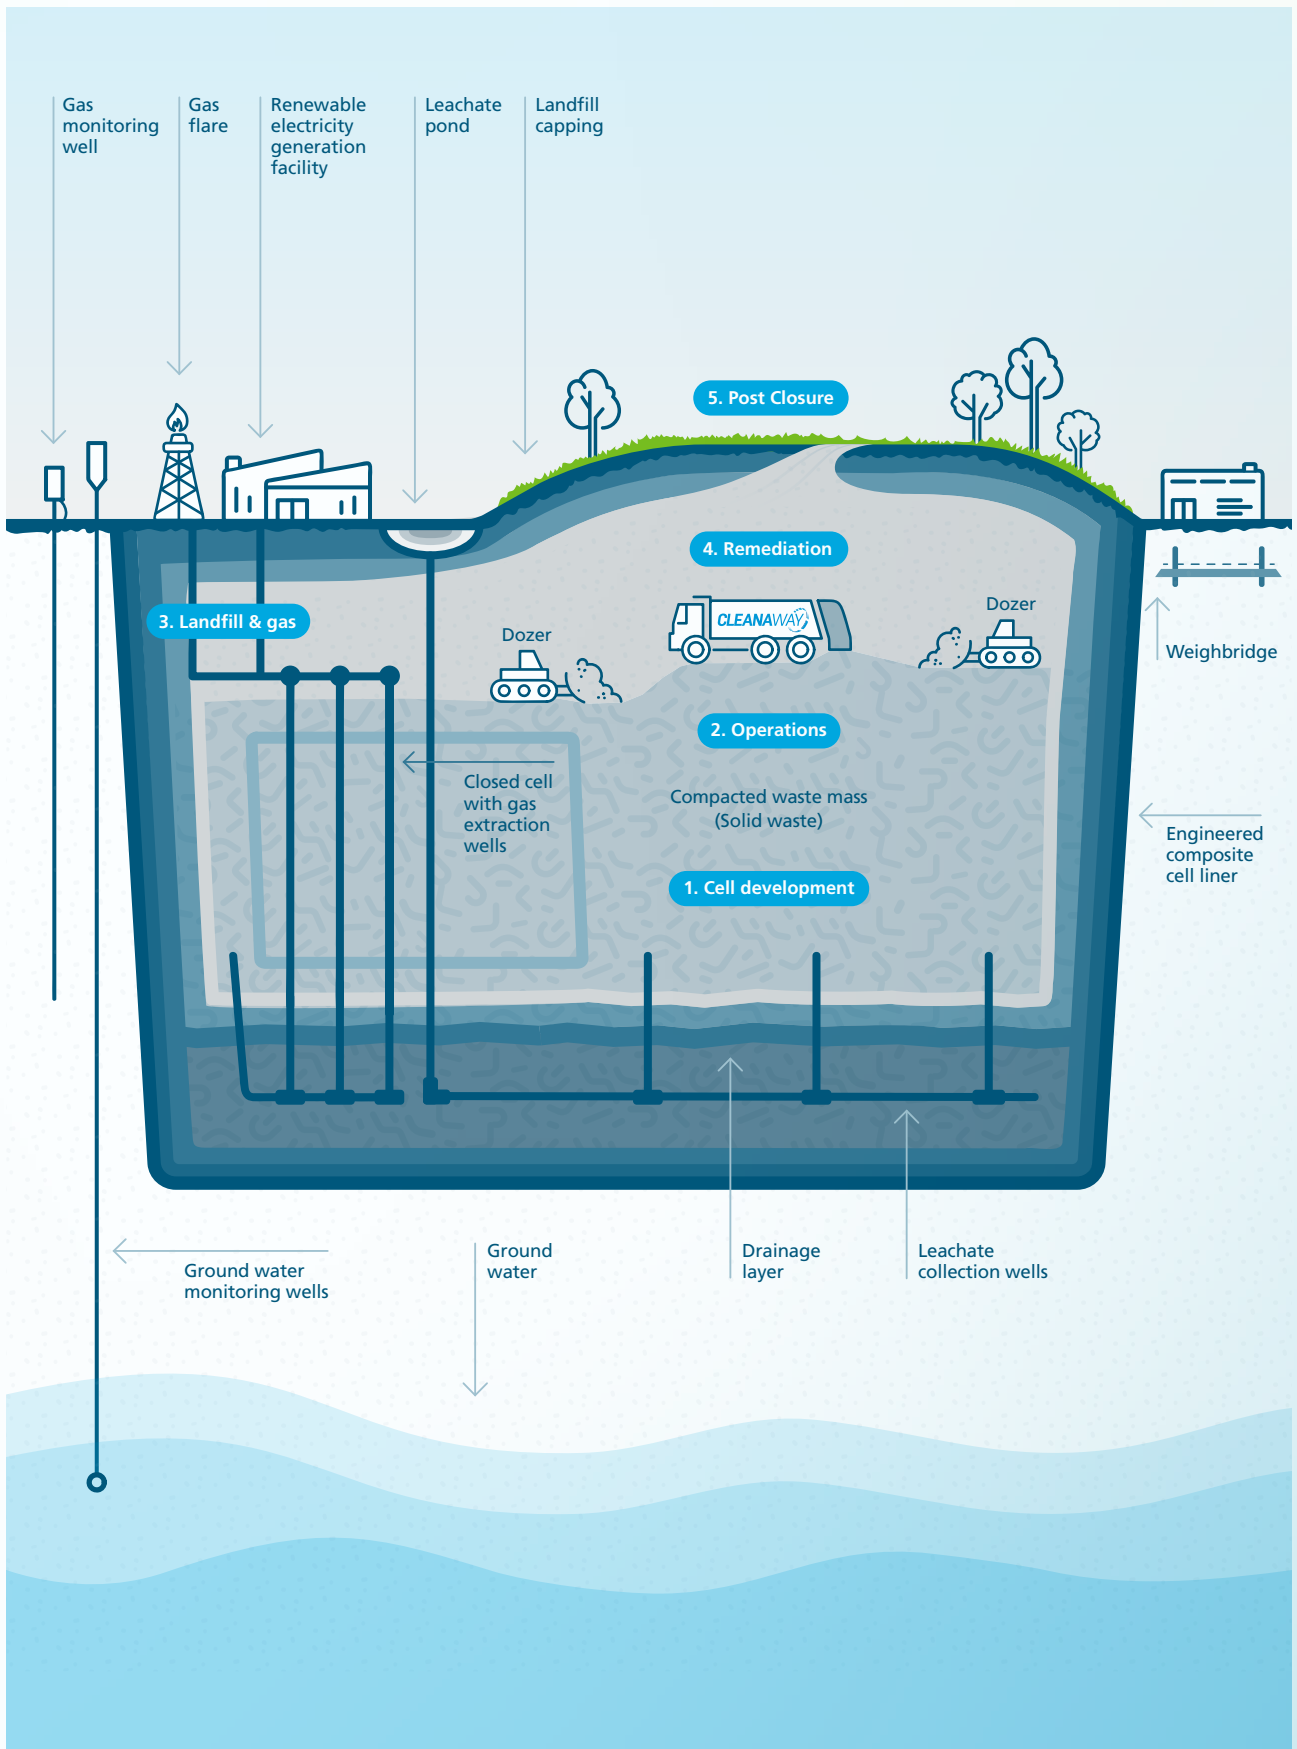 Gas
monitoring
well
Gas
flare
Renewable
electricity
generation
facility
Leachate
pond
Landfill
capping
5. Post Closure
4. Remediation
CLEANAWAY
Dozer
3. Landfill & gas
Dozer
Weighbridge
2. Operations
Closed cell
with gas
extraction
wells
Compacted waste mass
(Solid waste)
Engineered
composite
cell liner
1. Cell development
Ground water
monitoring wells
Ground
water
Drainage
layer
Leachate
collection wells